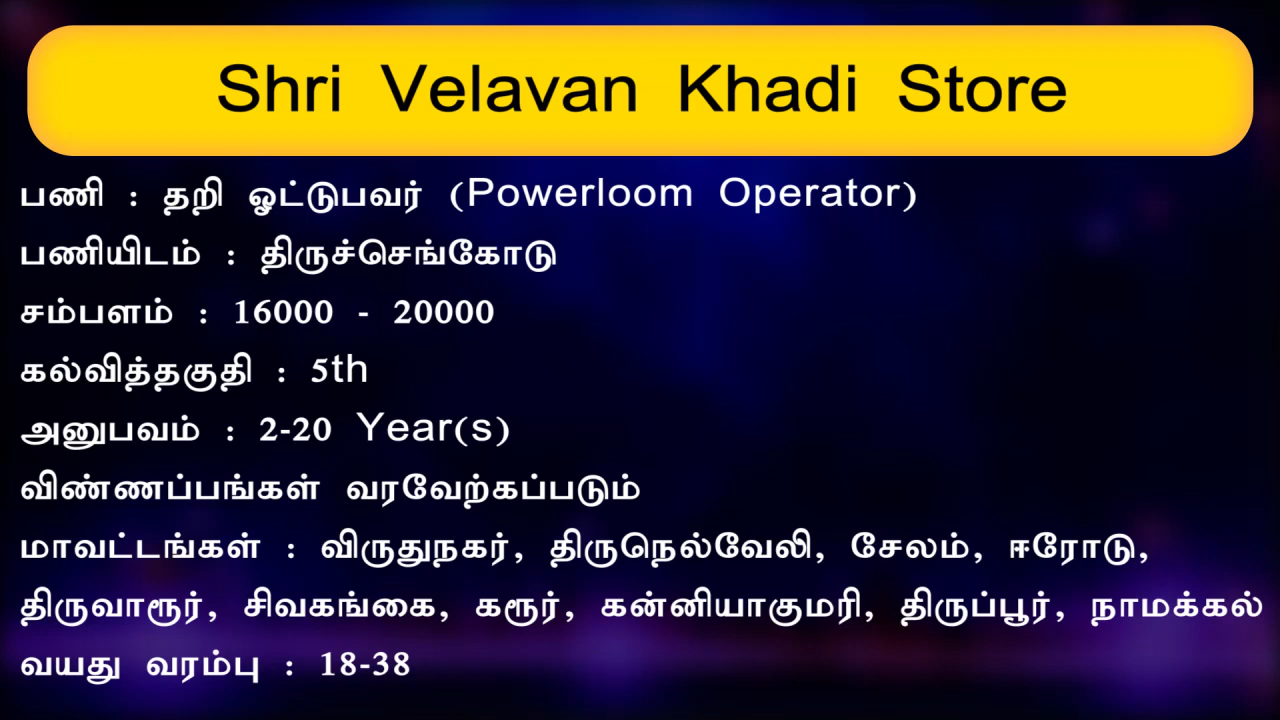 Shri Velavan Khadi Store
பணி : தறி ஓட்டுபவர் (Powerloom Operator)
பணியிடம் : திருச்செங்கோடு
சம்பளம் : 16000 - 20000
கல்வித்தகுதி : 5th
அனுபவம் : 2-20 Year(s)
விண்ணப்பங்கள் வரவேற்கப்படும்
மாவட்டங்கள் : விருதுநகர், திருநெல்வேலி, சேலம், ஈரோடு,
திருவாரூர், சிவகங்கை, கரூர், கன்னியாகுமரி, திருப்பூர், நாமக்கல்
வயது வரம்பு : 18-38